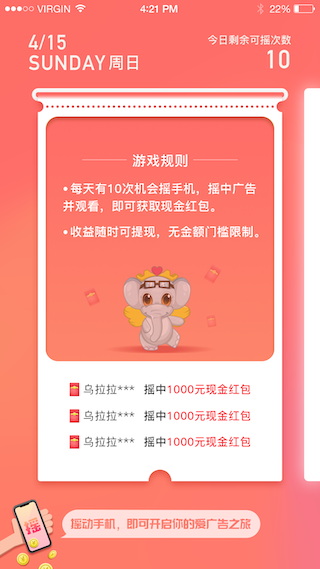 VIRGIN 4:21 PM 22%
4/15 今日剩余可摇次数
SUNDAY周日 10
游戏规则
•每天有10次机会摇手机，摇中广告
并观看，即可获取现金红包。
•收益随时可提现，无金额门槛限制。
乌拉拉*** 摇中1000元现金红包
乌拉拉*** 摇中1000元现金红包
乌拉拉*** 摇中1000元现金红包
摇
摇动手机，即可开启你的爱广告之旅